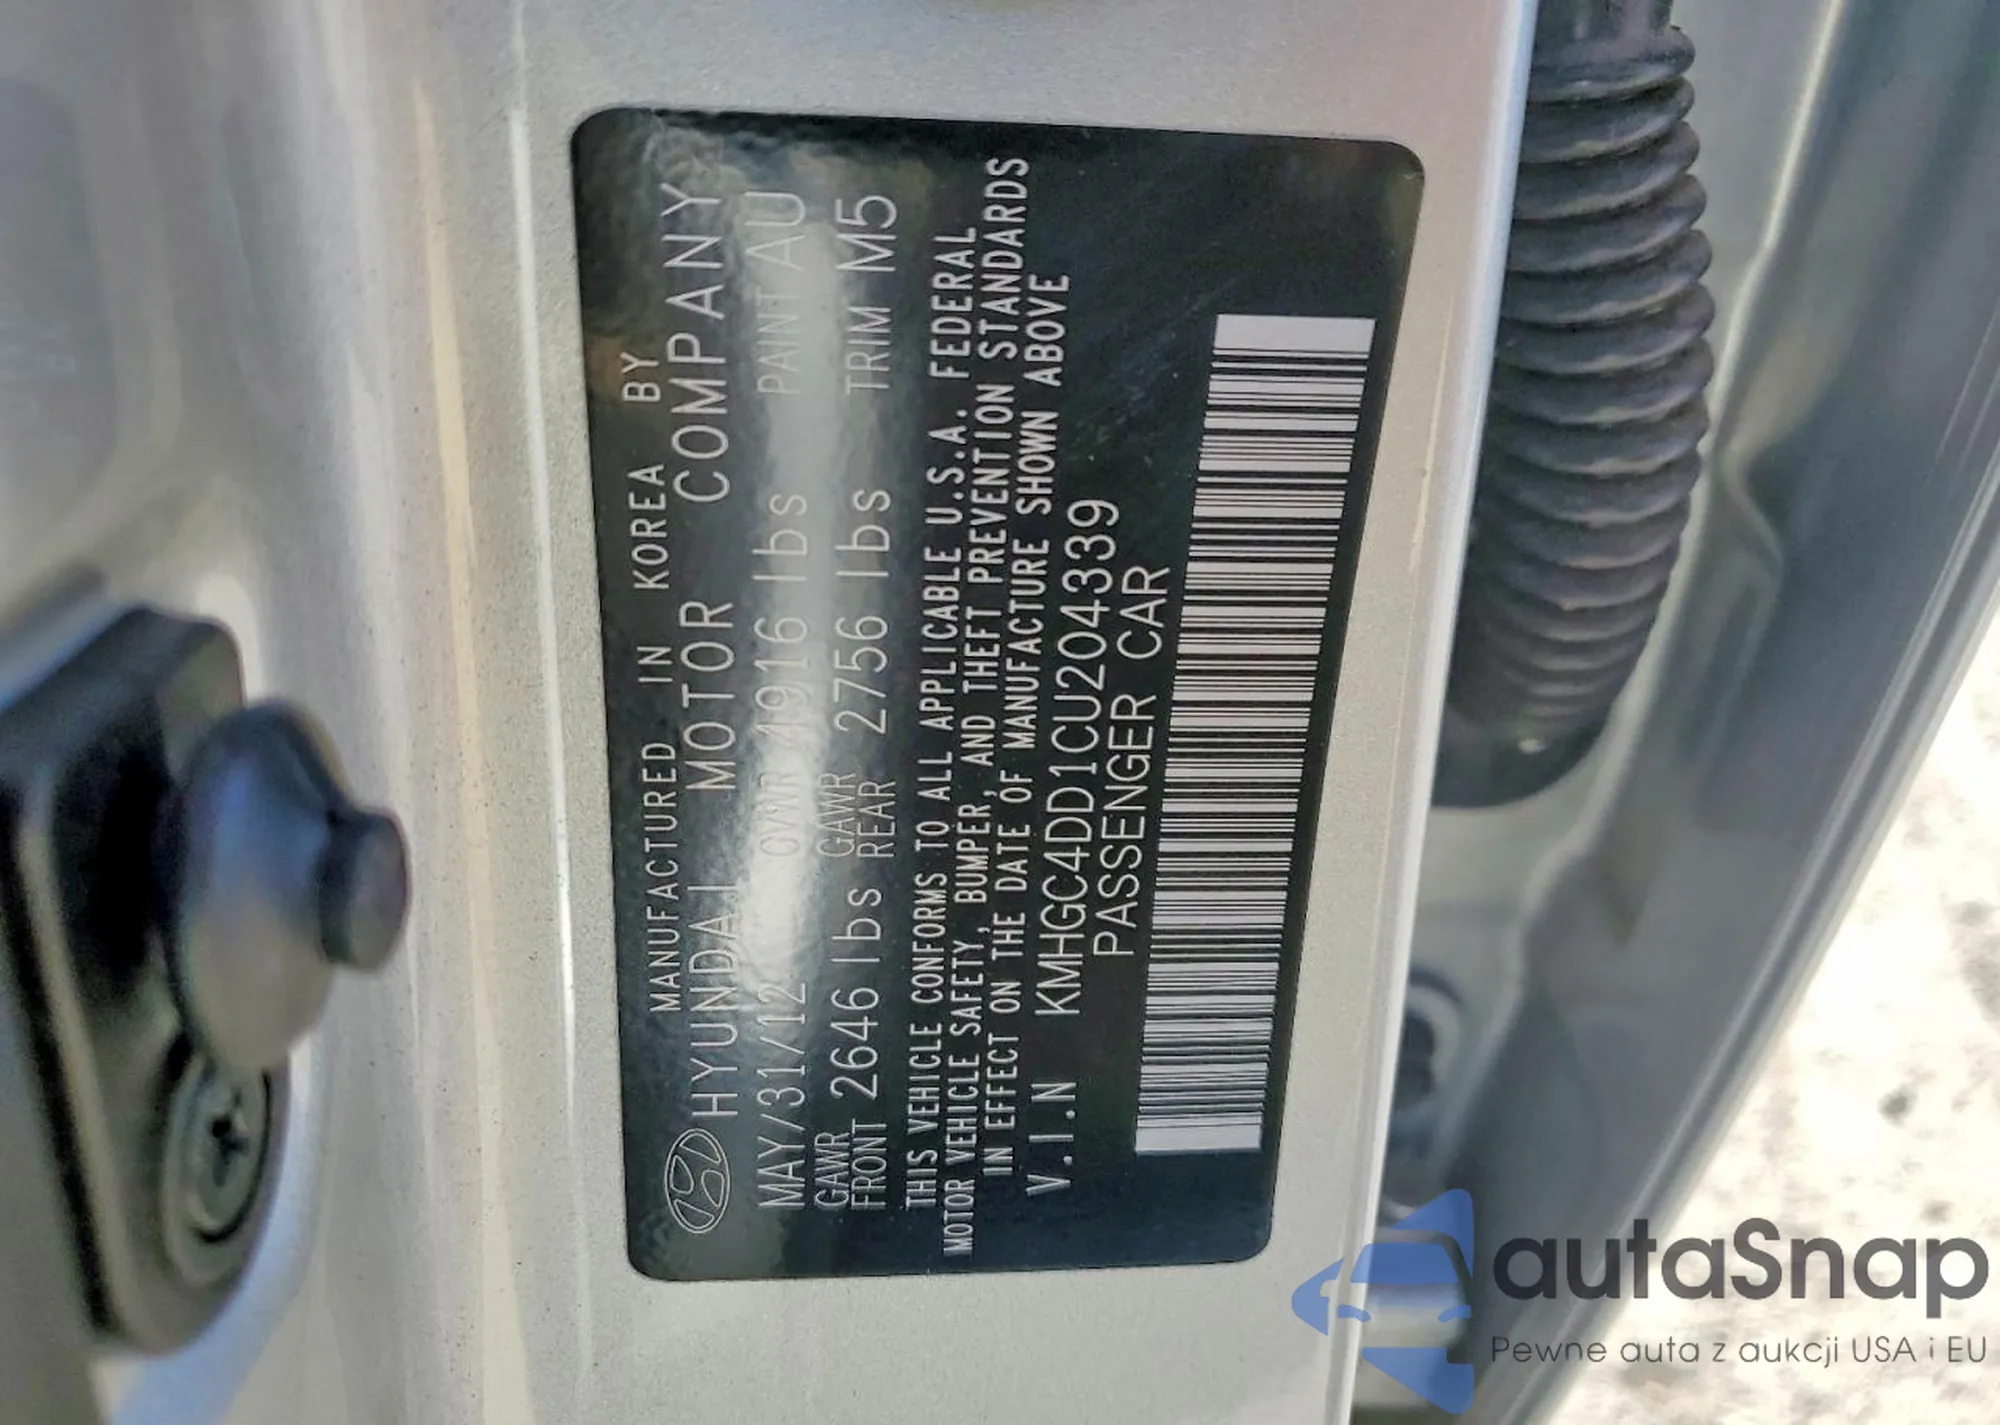 MANUFACTURED IN KOREA BY
HYUNDAI MOTOR COMPANY
MAY/31/12 GVWR 4916 lbs PAINT AU
GAWR FRONT 2646 lbs GAWR REAR 2756 lbs TRIM M5
THIS VEHICLE CONFORMS TO ALL APPLICABLE U.S.A. FEDERAL
MOTOR VEHICLE SAFETY, BUMPER, AND THEFT PREVENTION STANDARDS
IN EFFECT ON THE DATE OF MANUFACTURE SHOWN ABOVE
V.I.N KMHGC4DD1CU204339
PASSENGER CAR
autaSnap
Pewne auta z aukcji USA i EU